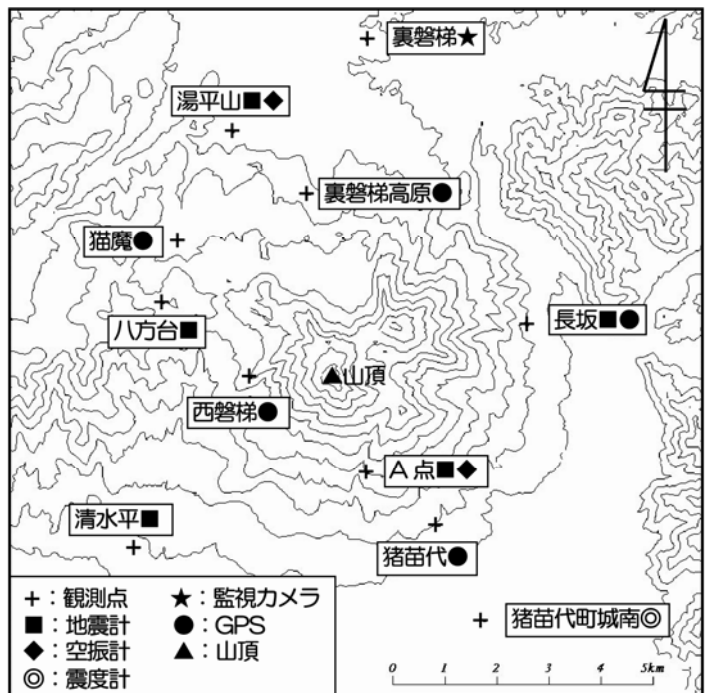 裏磐梯★
湯平山■◆
裏磐梯高原●
猫魔●
長坂■●
八方台■
▲山頂
西磐梯●
A点■◆
清水平■
猪苗代●
猪苗代町城南◎
+：観測点
★：監視カメラ
■：地震計
●：GPS
◆：空振計
▲：山頂
◎：震度計
0 1 2 3 4 5km